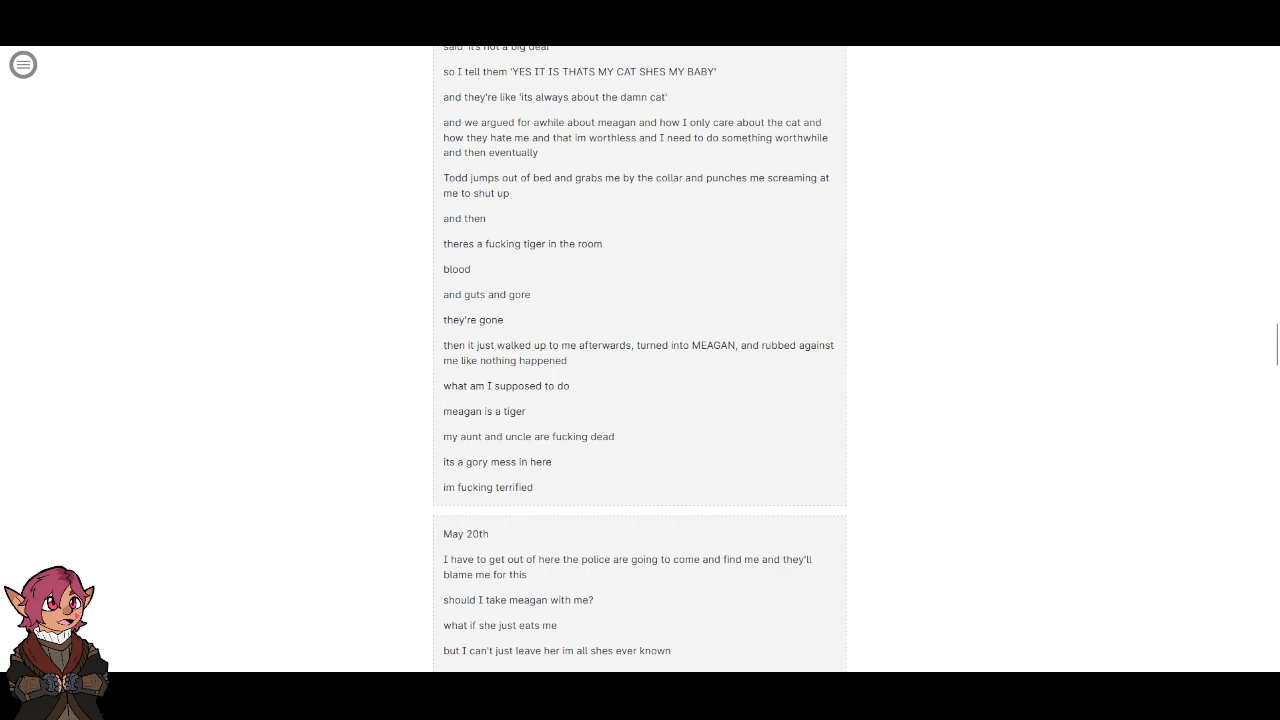 said 'it's not a big deal'
so I tell them 'YES IT IS THATS MY CAT SHES MY BABY'
and they're like 'its always about the damn cat'
and we argued for awhile about meagan and how I only care about the cat and
how they hate me and that im worthless and I need to do something worthwhile
and then eventually
Todd jumps out of bed and grabs me by the collar and punches me screaming at
me to shut up
and then
theres a fucking tiger in the room
blood
and guts and gore
they're gone
then it just walked up to me afterwards, turned into MEAGAN, and rubbed against
me like nothing happened
what am I supposed to do
meagan is a tiger
my aunt and uncle are fucking dead
its a gory mess in here
im fucking terrified
May 20th
I have to get out of here the police are going to come and find me and they'll
blame me for this
should I take meagan with me?
what if she just eats me
but I can't just leave her im all shes ever known